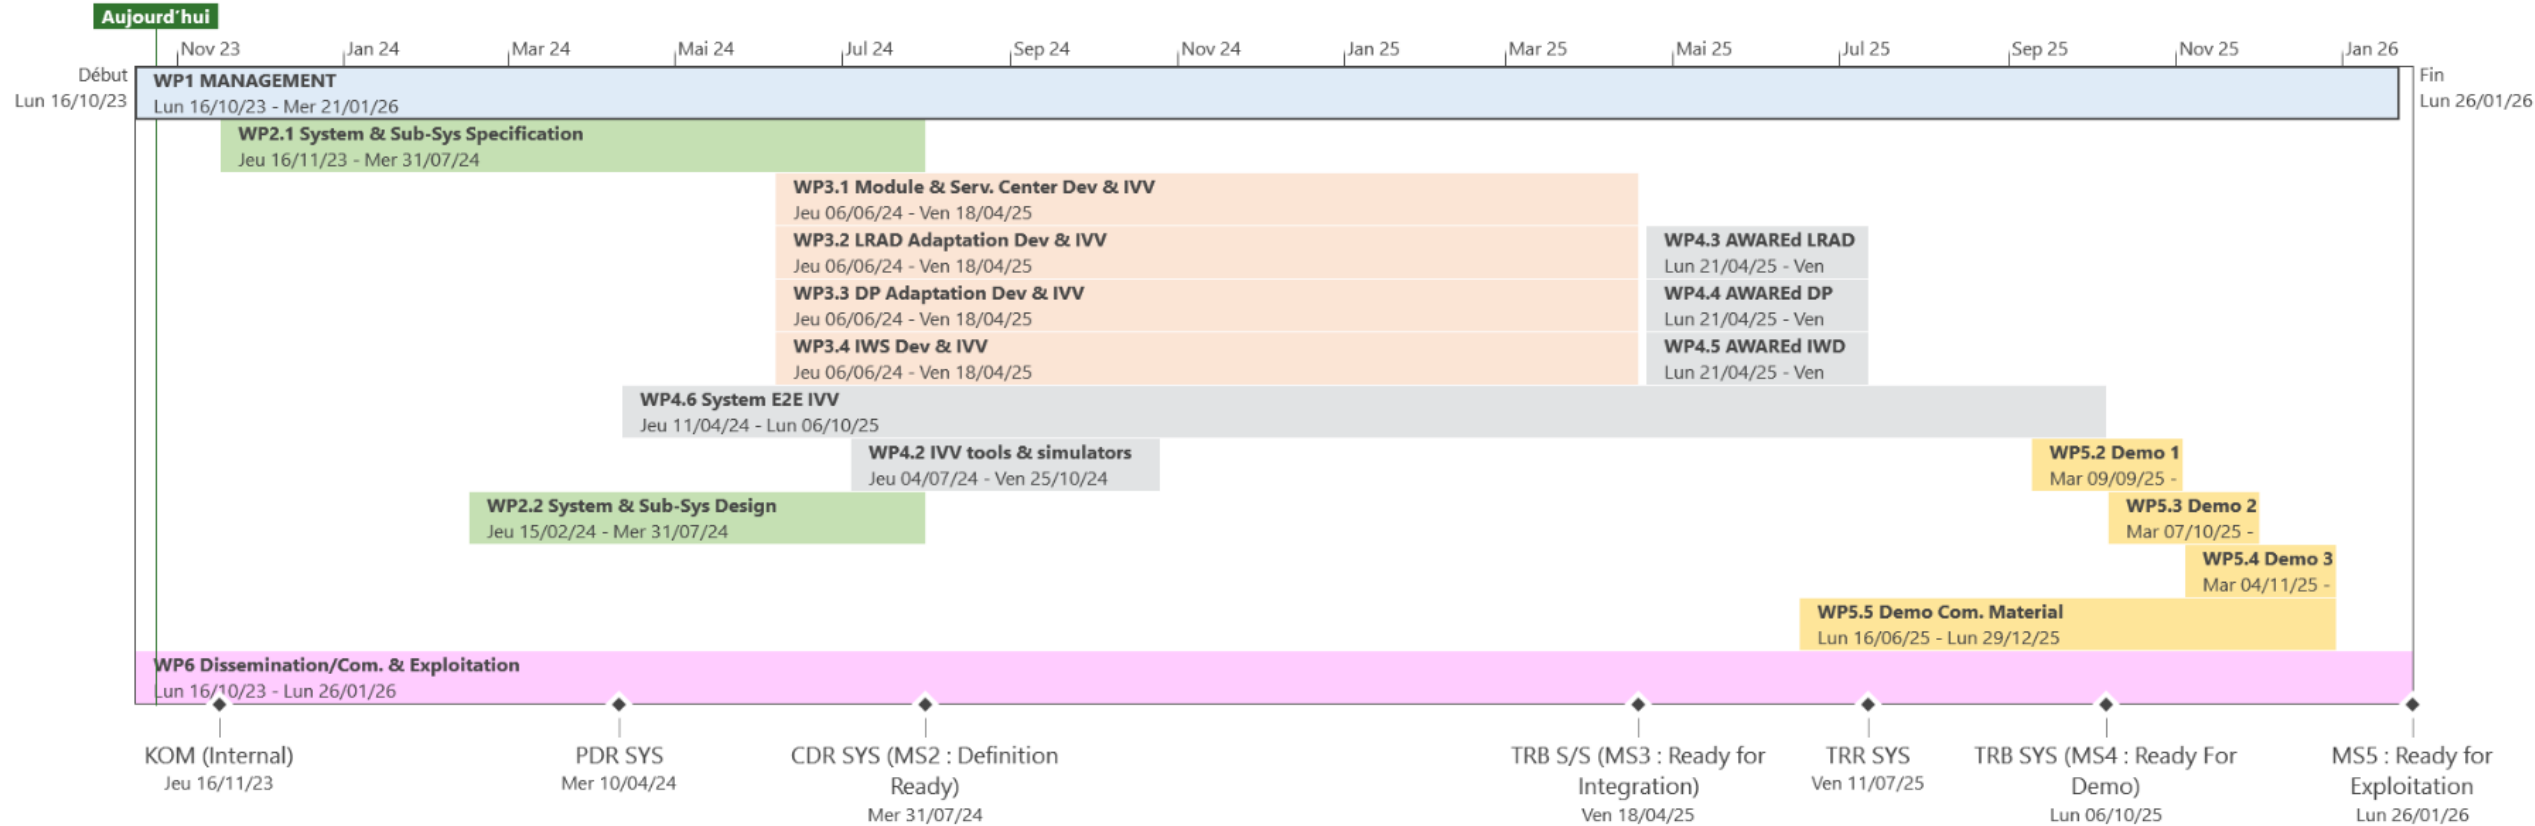 Aujourd'hui
Nov 23 Jan 24 Mar 24 Mai 24 Jul 24 Sep 24 Nov 24 Jan 25 Mar 25 Mai 25 Jul 25 Sep 25 Nov 25 Jan 26
Début
Lun 16/10/23
WP1 MANAGEMENT
Lun 16/10/23 - Mer 21/01/26
Fin
Lun 26/01/26
WP2.1 System & Sub-Sys Specification
Jeu 16/11/23 - Mer 31/07/24
WP3.1 Module & Serv. Center Dev & IVV
Jeu 06/06/24 - Ven 18/04/25
WP3.2 LRAD Adaptation Dev & IVV
Jeu 06/06/24 - Ven 18/04/25
WP4.3 AWAREd LRAD
Lun 21/04/25 - Ven
WP3.3 DP Adaptation Dev & IVV
Jeu 06/06/24 - Ven 18/04/25
WP4.4 AWAREd DP
Lun 21/04/25 - Ven
WP3.4 IWS Dev & IVV
Jeu 06/06/24 - Ven 18/04/25
WP4.5 AWAREd IWD
Lun 21/04/25 - Ven
WP4.6 System E2E IVV
Jeu 11/04/24 - Lun 06/10/25
WP4.2 IVV tools & simulators
Jeu 04/07/24 - Ven 25/10/24
WP5.2 Demo 1
Mar 09/09/25 -
WP2.2 System & Sub-Sys Design
Jeu 15/02/24 - Mer 31/07/24
WP5.3 Demo 2
Mar 07/10/25 -
WP5.4 Demo 3
Mar 04/11/25 -
WP5.5 Demo Com. Material
Lun 16/06/25 - Lun 29/12/25
WP6 Dissemination/Com. & Exploitation
Lun 16/10/23 - Lun 26/01/26
KOM (Internal)
Jeu 16/11/23
PDR SYS
Mer 10/04/24
CDR SYS (MS2 : Definition
Ready)
Mer 31/07/24
TRB S/S (MS3 : Ready for
Integration)
Ven 18/04/25
TRR SYS
Ven 11/07/25
TRB SYS (MS4 : Ready For
Demo)
Lun 06/10/25
MS5 : Ready for
Exploitation
Lun 26/01/26